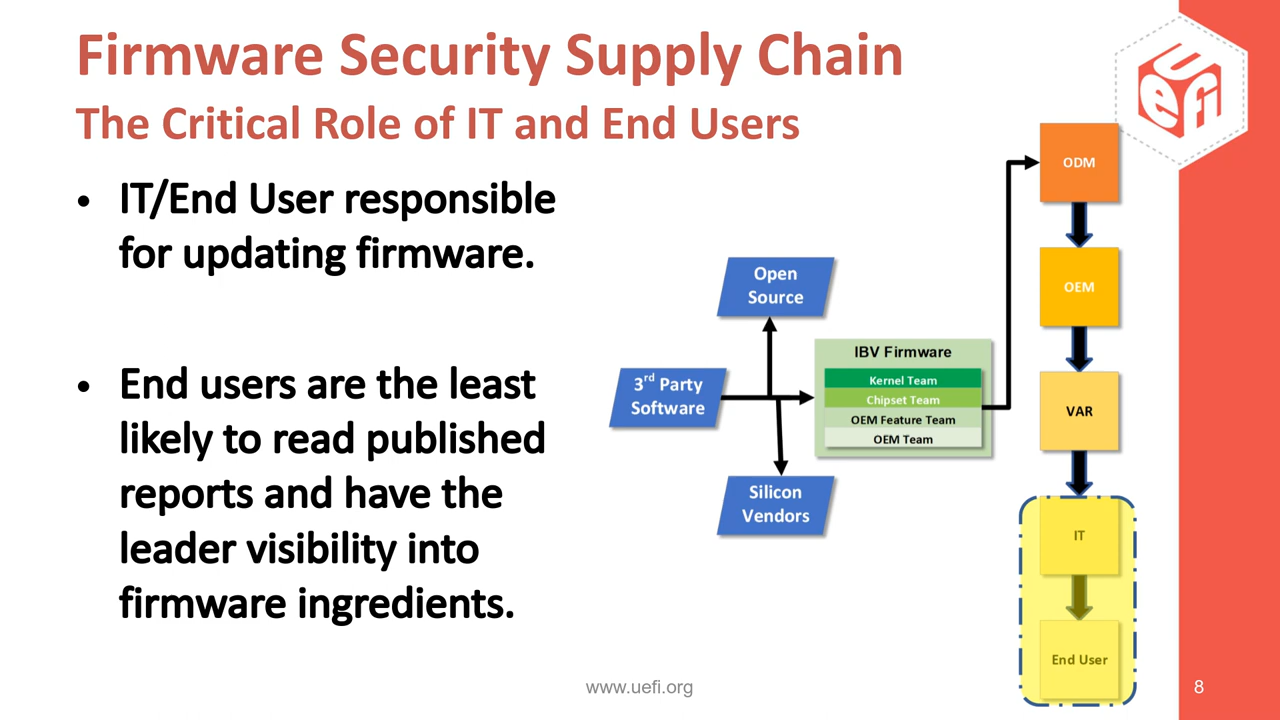 Firmware Security Supply Chain
The Critical Role of IT and End Users
• IT/End User responsible
for updating firmware.
• End users are the least
likely to read published
reports and have the
leader visibility into
firmware ingredients.
Open
Source
3rd Party
Software
Silicon
Vendors
IBV Firmware
Kernel Team
Chipset Team
OEM Feature Team
OEM Team
ODM
OEM
VAR
IT
End User
uefi
www.uefi.org
8